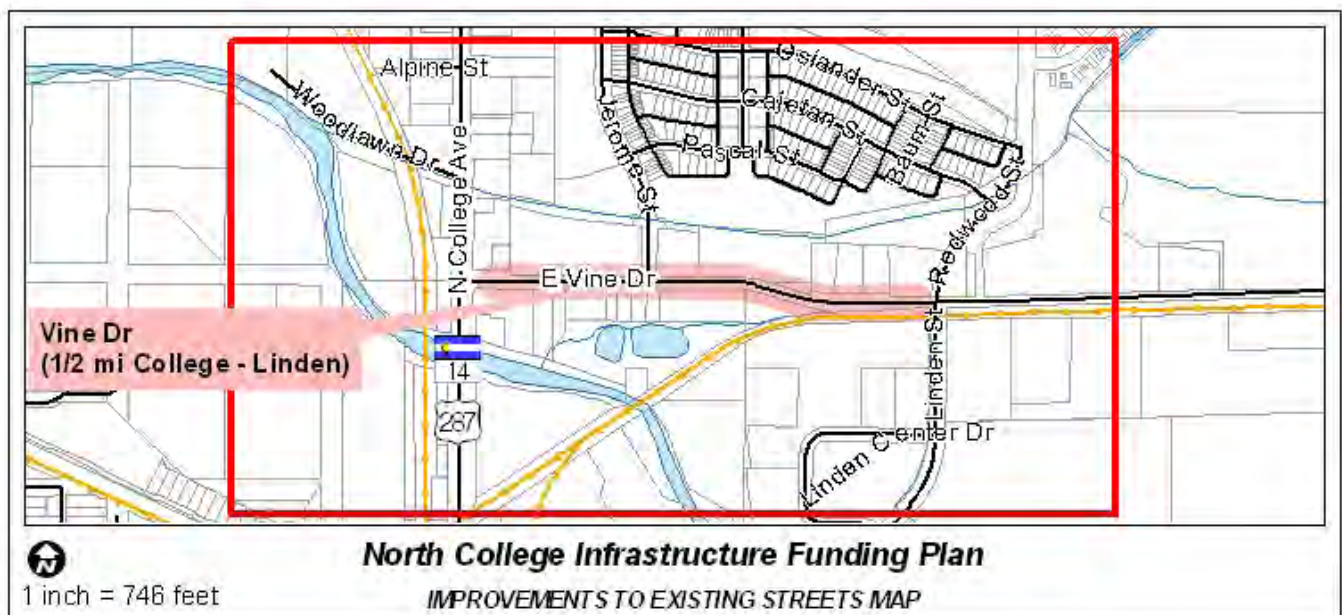 Alpine St
Woodlawn Dr
N College Ave
Jerome St
Osiander St
Cajetan St
Pascal St
Baum St
Redwood St
E Vine Dr
Vine Dr
(1/2 mi College - Linden)
14
287
Linden St
Linden Center Dr
N
1 inch = 746 feet
North College Infrastructure Funding Plan
IMPROVEMENTS TO EXISTING STREETS MAP